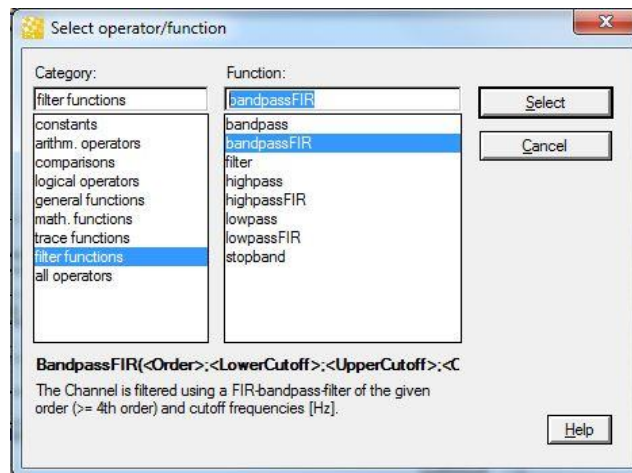 Select operator/function
Category:
Function:
filter functions
bandpassFIR
Select
constants
arithm. operators
comparisons
logical operators
general functions
math. functions
trace functions
filter functions
all operators
bandpass
bandpassFIR
filter
highpass
highpassFIR
lowpass
lowpassFIR
stopband
Cancel
BandpassFIR(<Order>;<LowerCutoff>;<UpperCutoff>;<C
The Channel is filtered using a FIR-bandpass-filter of the given
order (>= 4th order) and cutoff frequencies [Hz].
Help